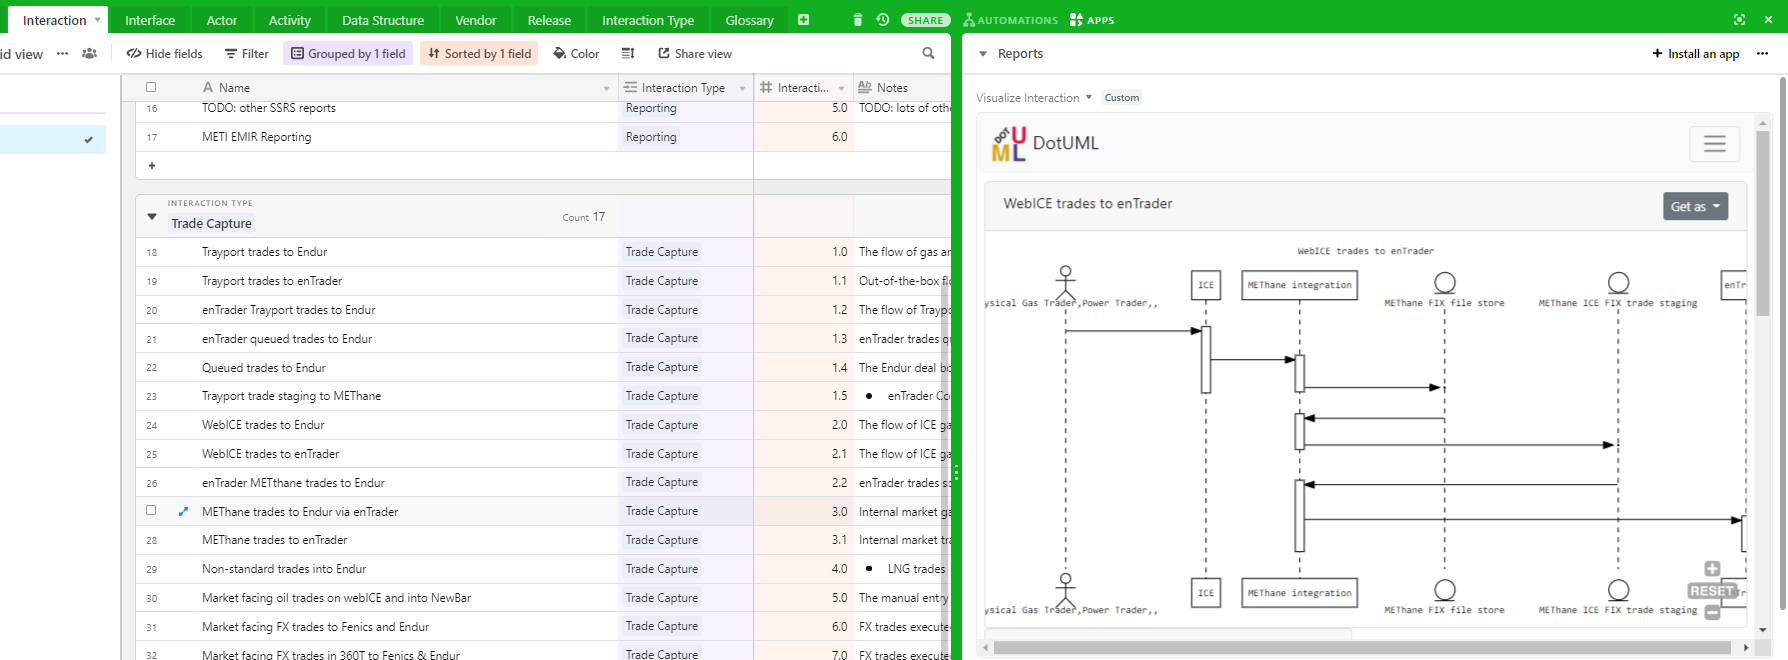 Interaction
Interface
Actor
Activity
Data Structure
Vendor
Release
Interaction Type
Glossary
SHARE
AUTOMATIONS
APPS
id view
Hide fields
Filter
Grouped by 1 field
Sorted by 1 field
Color
Share view
Reports
Install an app
Name
Interaction Type
Interacti...
Notes
16 TODO: other SSRS reports Reporting 5.0 TODO: lots of othe
17 METI EMIR Reporting Reporting 6.0
+
INTERACTION TYPE
Trade Capture
Count 17
18 Trayport trades to Endur Trade Capture 1.0 The flow of gas an
19 Trayport trades to enTrader Trade Capture 1.1 Out-of-the-box flo
20 enTrader Trayport trades to Endur Trade Capture 1.2 The flow of Traypo
21 enTrader queued trades to Endur Trade Capture 1.3 enTrader trades q
22 Queued trades to Endur Trade Capture 1.4 The Endur deal bo
23 Trayport trade staging to METhane Trade Capture 1.5 • enTrader Co
24 WebICE trades to Endur Trade Capture 2.0 The flow of ICE ga
25 WebICE trades to enTrader Trade Capture 2.1 The flow of ICE ga
26 enTrader METthane trades to Endur Trade Capture 2.2 enTrader trades so
METhane trades to Endur via enTrader Trade Capture 3.0 Internal market ga
28 METhane trades to enTrader Trade Capture 3.1 Internal market tra
29 Non-standard trades into Endur Trade Capture 4.0 • LNG trades
30 Market facing oil trades on webICE and into NewBar Trade Capture 5.0 The manual entry
31 Market facing FX trades to Fenics and Endur Trade Capture 6.0 FX trades executed
32 Market facing FX trades in 360T to Fenics & Endur Trade Capture 7.0 FX trades executed
Visualize Interaction
Custom
DOT UML
DotUML
WebICE trades to enTrader
Get as
WebICE trades to enTrader
ysical Gas Trader,Power Trader,,
ICE
METhane integration
METhane FIX file store
METhane ICE FIX trade staging
enTr
ysical Gas Trader,Power Trader,,
ICE
METhane integration
METhane FIX file store
METhane ICE FIX trade staging
RESET